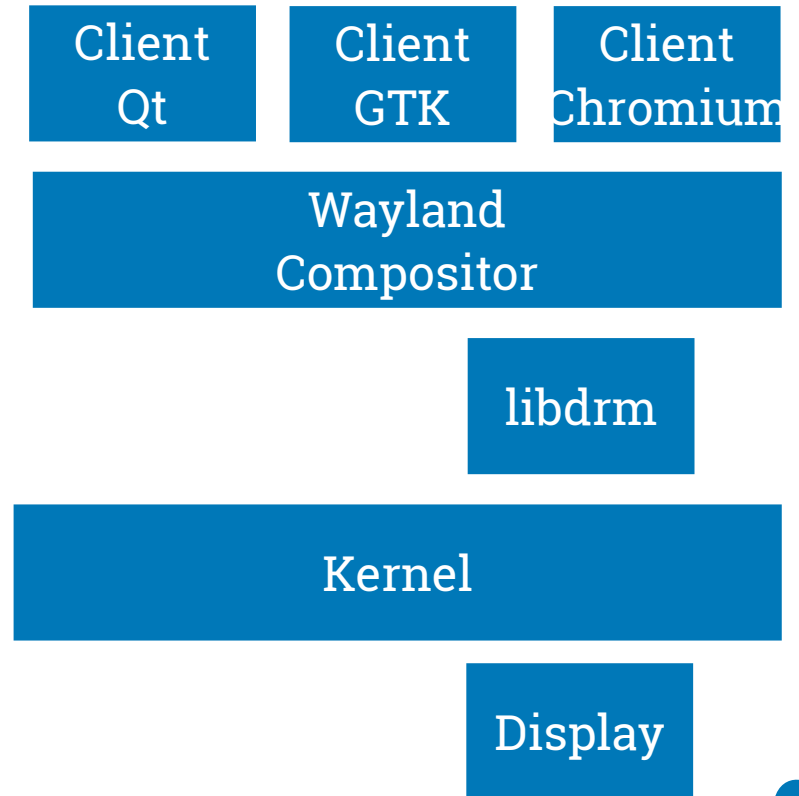 Client
Qt
Client
GTK
Client
Chromium
Wayland
Compositor
libdrm
Kernel
Display